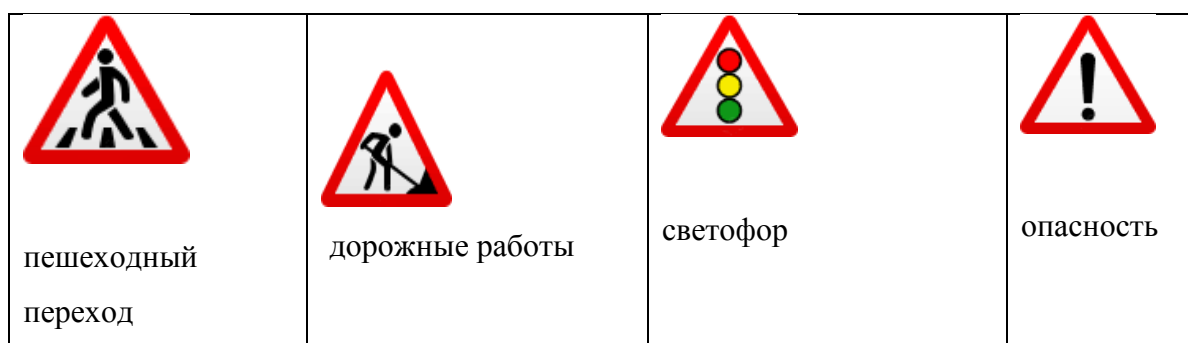 пешеходный
переход
дорожные работы
светофор
опасность